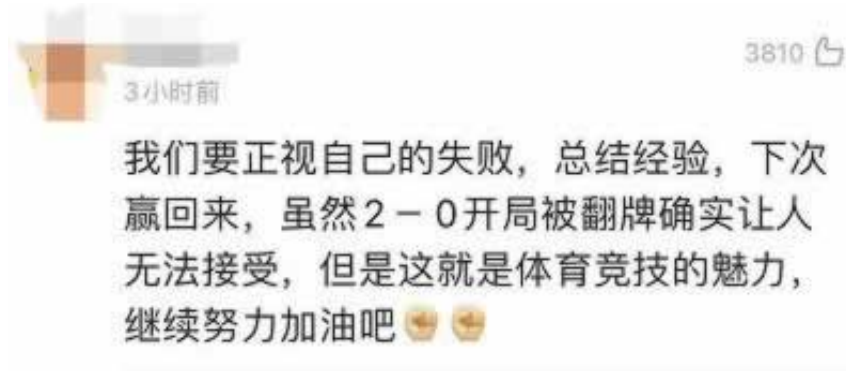 3810
3小时前
我们要正视自己的失败，总结经验，下次
赢回来，虽然2－0开局被翻牌确实让人
无法接受，但是这就是体育竞技的魅力，
继续努力加油吧